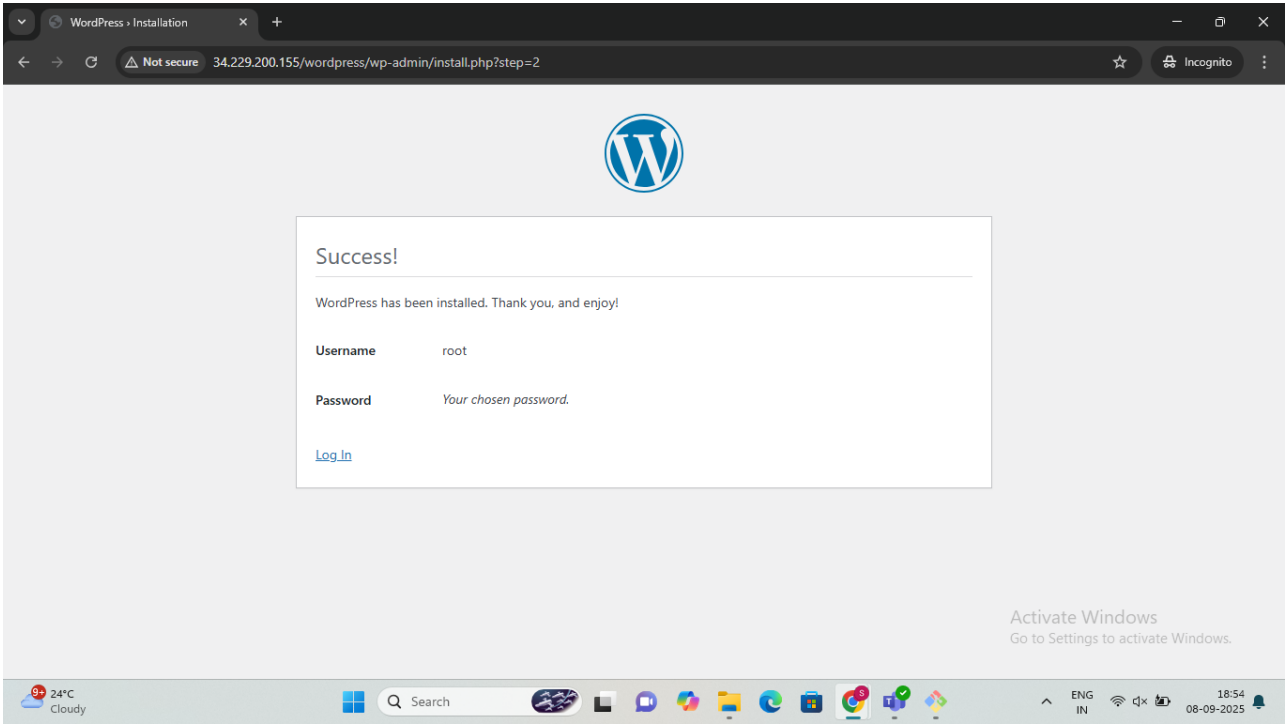 WordPress › Installation
Not secure
34.229.200.155/wordpress/wp-admin/install.php?step=2
Incognito
Success!
WordPress has been installed. Thank you, and enjoy!
Username root
Password Your chosen password.
Log In
Activate Windows
Go to Settings to activate Windows.
9+
24°C
Cloudy
Search
S
T
ENG
IN
18:54
08-09-2025